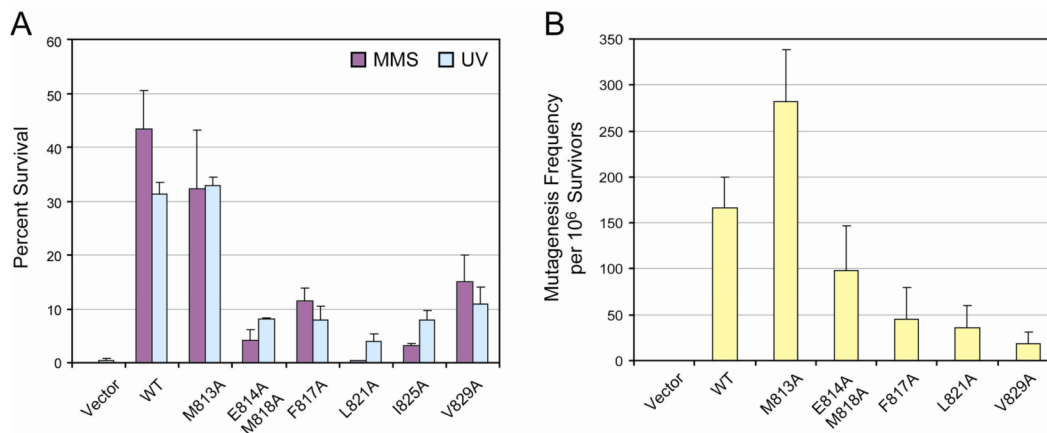 A
60
50
40
30
20
10
0
Percent Survival
MMS
UV
Vector
WT
M813A
E814A
M818A
F817A
L821A
I825A
V829A
B
350
300
250
200
150
100
50
0
Mutagenesis Frequency
per 10⁶ Survivors
Vector
WT
M813A
E814A
M818A
F817A
L821A
V829A